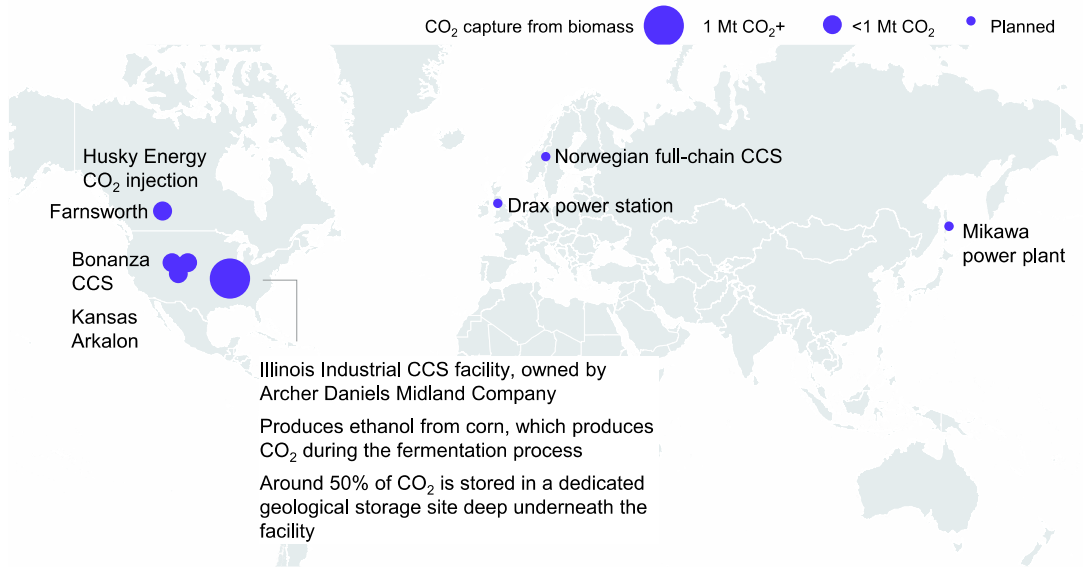 CO₂ capture from biomass 1 Mt CO₂+ <1 Mt CO₂ Planned
Husky Energy
CO₂ injection
Farnsworth
Bonanza
CCS
Kansas
Arkalon
Norwegian full-chain CCS
Drax power station
Mikawa
power plant
Illinois Industrial CCS facility, owned by
Archer Daniels Midland Company
Produces ethanol from corn, which produces
CO₂ during the fermentation process
Around 50% of CO₂ is stored in a dedicated
geological storage site deep underneath the
facility